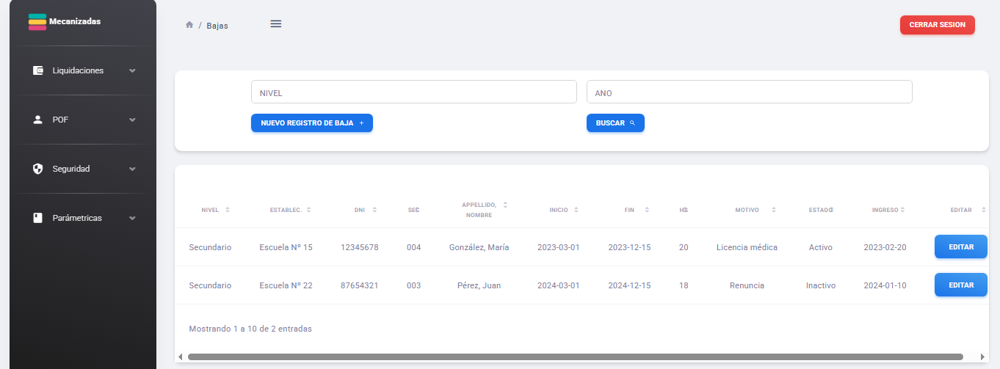 Mecanizadas
/ Bajas
CERRAR SESION
Liquidaciones
POF
Seguridad
Parámetricas
NIVEL
ANO
NUEVO REGISTRO DE BAJA +
BUSCAR
NIVEL ESTABLEC. DNI SEC APPELLIDO, NOMBRE INICIO FIN HS MOTIVO ESTADO INGRESO EDITAR
Secundario Escuela Nº 15 12345678 004 González, María 2023-03-01 2023-12-15 20 Licencia médica Activo 2023-02-20 EDITAR
Secundario Escuela Nº 22 87654321 003 Pérez, Juan 2024-03-01 2024-12-15 18 Renuncia Inactivo 2024-01-10 EDITAR
Mostrando 1 a 10 de 2 entradas